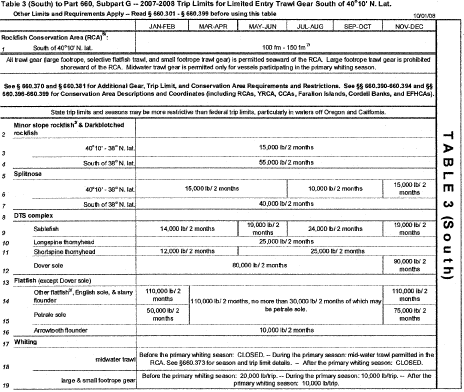 Table 3 (South) to Part 660, Subpart G -- 2007-2008 Trip Limits for Limited Entry Trawl Gear South of 40°10' N. Lat.
Other Limits and Requirements Apply -- Read § 660.301 - § 660.399 before using this table
10/01/08
JAN-FEB MAR-APR MAY-JUN JUL-AUG SEP-OCT NOV-DEC
Rockfish Conservation Area (RCA)6/:
1 South of 40°10' N. lat. 100 fm - 150 fm 7/
All trawl gear (large footrope, selective flatfish trawl, and small footrope trawl gear) is permitted seaward of the RCA. Large footrope trawl gear is prohibited
shoreward of the RCA. Midwater trawl gear is permitted only for vessels participating in the primary whiting season.
See § 660.370 and § 660.381 for Additional Gear, Trip Limit, and Conservation Area Requirements and Restrictions. See §§ 660.390-660.394 and §§
660.396-660.399 for Conservation Area Descriptions and Coordinates (including RCAs, YRCA, CCAs, Farallon Islands, Cordell Banks, and EFHCAs).
State trip limits and seasons may be more restrictive than federal trip limits, particularly in waters off Oregon and California.
2 Minor slope rockfish2/ & Darkblotched
rockfish
3 40°10' - 38° N. lat. 15,000 lb/ 2 months
4 South of 38° N. lat. 55,000 lb/ 2 months
5 Splitnose
6 40°10' - 38° N. lat. 15,000 lb/ 2 months 10,000 lb/ 2 months 15,000 lb/ 2
months
7 South of 38° N. lat. 40,000 lb/ 2 months
8 DTS complex
9 Sablefish 14,000 lb/ 2 months 19,000 lb/ 2
months 24,000 lb/ 2 months 19,000 lb/ 2
months
10 Longspine thornyhead 25,000 lb/ 2 months
11 Shortspine thornyhead 12,000 lb/ 2 months 25,000 lb/ 2 months
12 Dover sole 80,000 lb/ 2 months 90,000 lb/ 2
months
13 Flatfish (except Dover sole)
14 Other flatfish3/, English sole, & starry
flounder 110,000 lb/ 2
months 110,000 lb/ 2 months, no more than 30,000 lb/ 2 months of which may
be petrale sole. 110,000 lb/ 2
months
15 Petrale sole 50,000 lb/ 2
months 75,000 lb/ 2
months
16 Arrowtooth flounder 10,000 lb/ 2 months
17 Whiting
18 midwater trawl Before the primary whiting season: CLOSED. -- During the primary season: mid-water trawl permitted in the
RCA. See §660.373 for season and trip limit details. -- After the primary whiting season: CLOSED.
19 large & small footrope gear Before the primary whiting season: 20,000 lb/trip. -- During the primary season: 10,000 lb/trip. -- After the
primary whiting season: 10,000 lb/trip.
TABLE 3 (South)